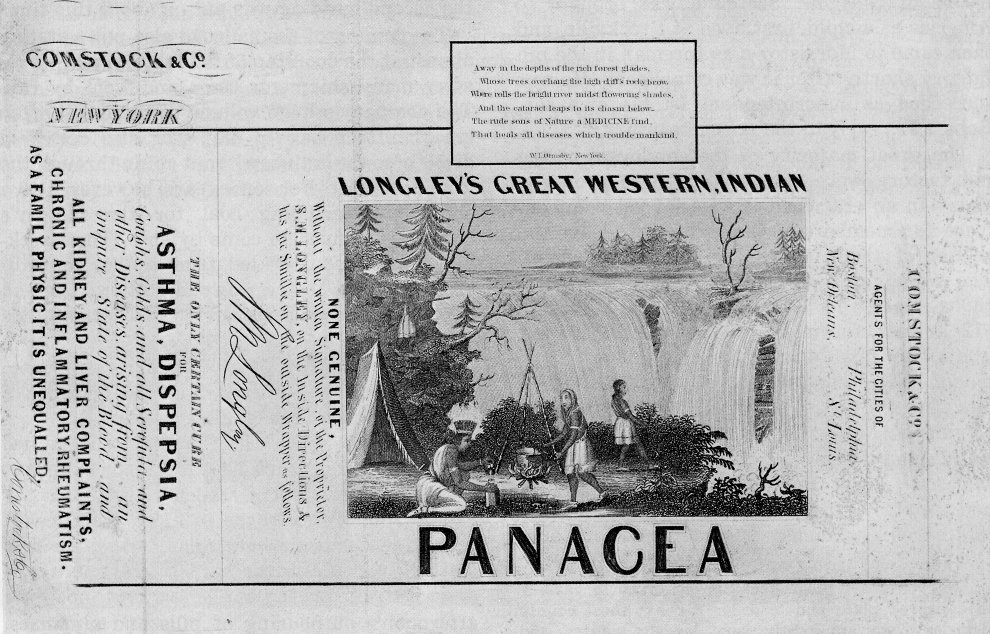 COMSTOCK & Co.
NEW YORK
Away in the depths of the rich forest glades,
Whose trees overhang the high cliff's rocky brow.
Where rolls the bright river midst flowering shades,
And the cataract leaps to its chasm below.
The rude sons of Nature a MEDICINE find,
That heals all diseases which trouble mankind.
W.L. Ormsby, New York.
LONGLEY'S GREAT WESTERN, INDIAN
PANACEA
NONE GENUINE,
Without the written Signature, of the Proprietor,
S.M. LONGLEY, on the Inside Directions &
his fac Similie on the outside Wrapper as follows.
SM Longley,
THE ONLY CERTAIN CURE
FOR
ASTHMA, DISPEPSIA,
Coughs, Colds, and all Scrofula and
other Diseases, arising from, an
impure State of the Blood, and
ALL KIDNEY AND LIVER COMPLAINTS,
CHRONIC AND INFLAMMATORY RHEUMATISM.
AS A FAMILY PHYSIC IT IS UNEQUALLED.
COMSTOCK & Co.
AGENTS FOR THE CITIES OF
Boston, Philadelphia,
New Orleans, St Louis,